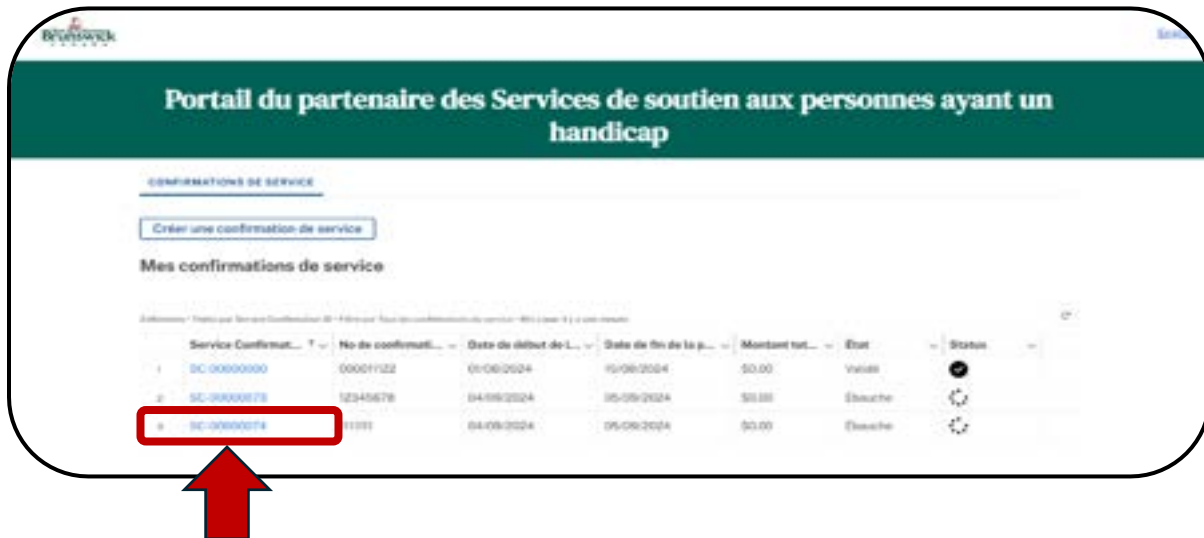 Brunswick
CANADA
Portail du partenaire des Services de soutien aux personnes ayant un
handicap
CONFIRMATIONS DE SERVICE
Créer une confirmation de service
Mes confirmations de service
Service Confirmat... No de confirmati... Date de début de l... Date de fin de la p... Montant tot... État Status
1 SC-00000000 00001122 01/08/2024 15/08/2024 $0.00 Validé
2 12345678 04/09/2024 05/09/2024 $0.00 Ébauche
3 SC-00000074 04/09/2024 05/09/2024 $0.00 Ébauche